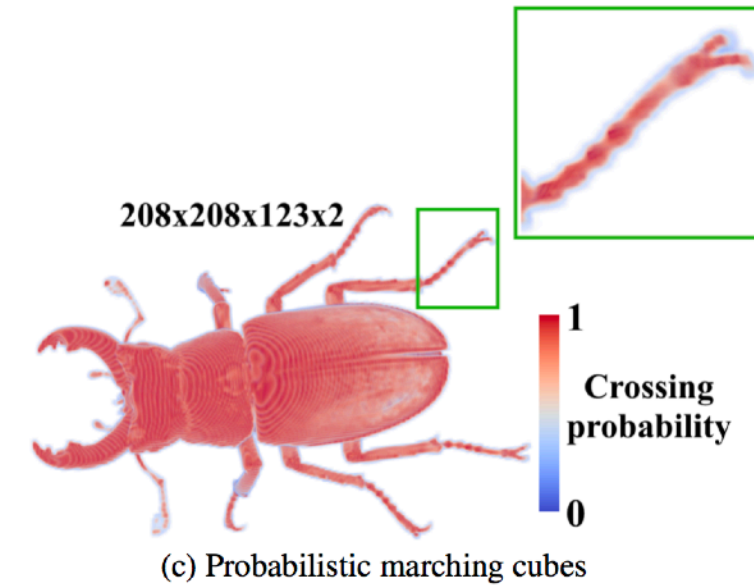 208x208x123x2
1
Crossing
probability
0
(c) Probabilistic marching cubes